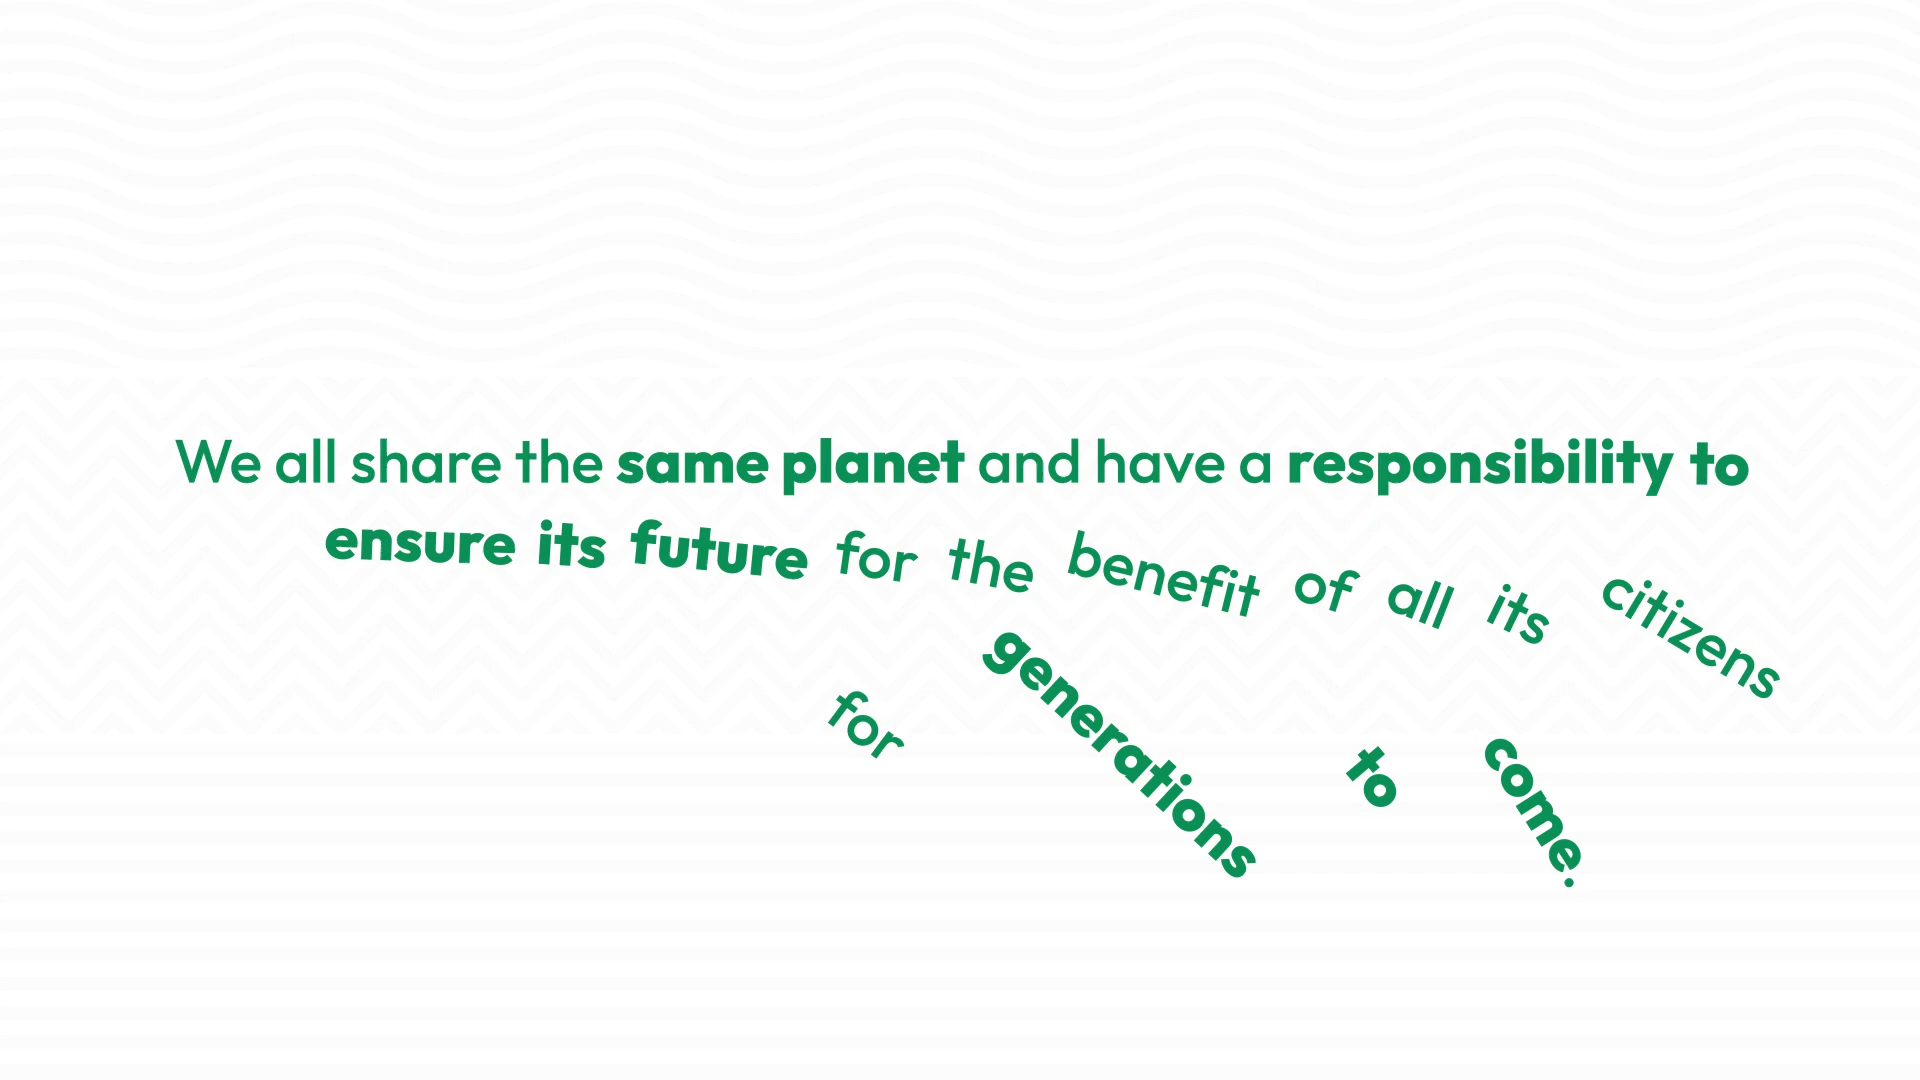 We all share the same planet and have a responsibility to
ensure its future for the benefit of all its citizens
for generations to come.